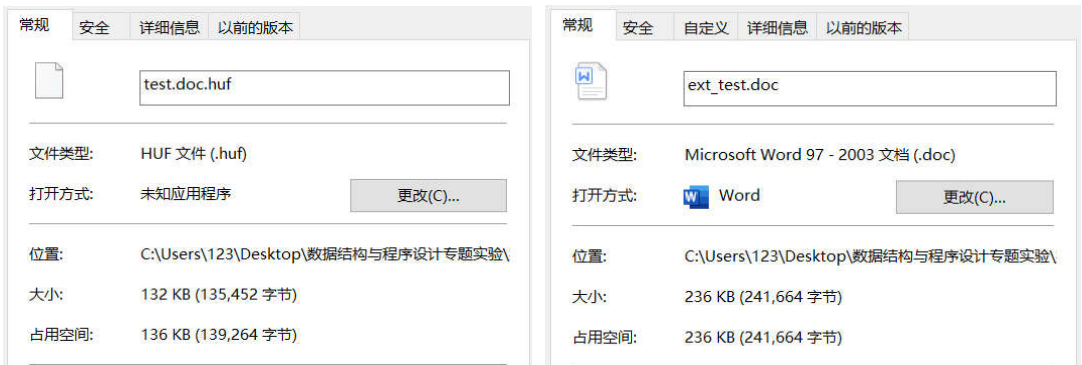 常规 安全 详细信息 以前的版本
test.doc.huf
文件类型: HUF 文件 (.huf)
打开方式: 未知应用程序 更改(C)...
位置: C:\Users\123\Desktop\数据结构与程序设计专题实验\
大小: 132 KB (135,452 字节)
占用空间: 136 KB (139,264 字节)
常规 安全 自定义 详细信息 以前的版本
ext_test.doc
文件类型: Microsoft Word 97 - 2003 文档 (.doc)
打开方式: Word 更改(C)...
位置: C:\Users\123\Desktop\数据结构与程序设计专题实验\
大小: 236 KB (241,664 字节)
占用空间: 236 KB (241,664 字节)